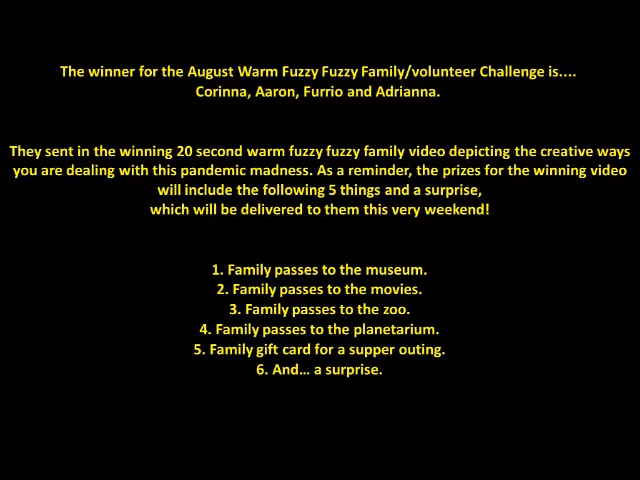 The winner for the August Warm Fuzzy Fuzzy Family/volunteer Challenge is....
Corinna, Aaron, Furrio and Adrianna.
They sent in the winning 20 second warm fuzzy fuzzy family video depicting the creative ways
you are dealing with this pandemic madness. As a reminder, the prizes for the winning video
will include the following 5 things and a surprise,
which will be delivered to them this very weekend!
1. Family passes to the museum.
2. Family passes to the movies.
3. Family passes to the zoo.
4. Family passes to the planetarium.
5. Family gift card for a supper outing.
6. And… a surprise.